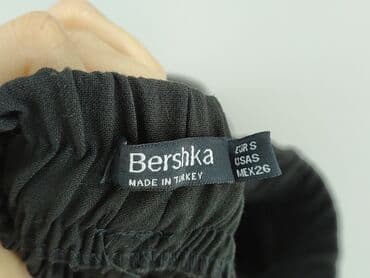 Bershka
MADE IN TURKEY
EUR S
USA S
MEX 26